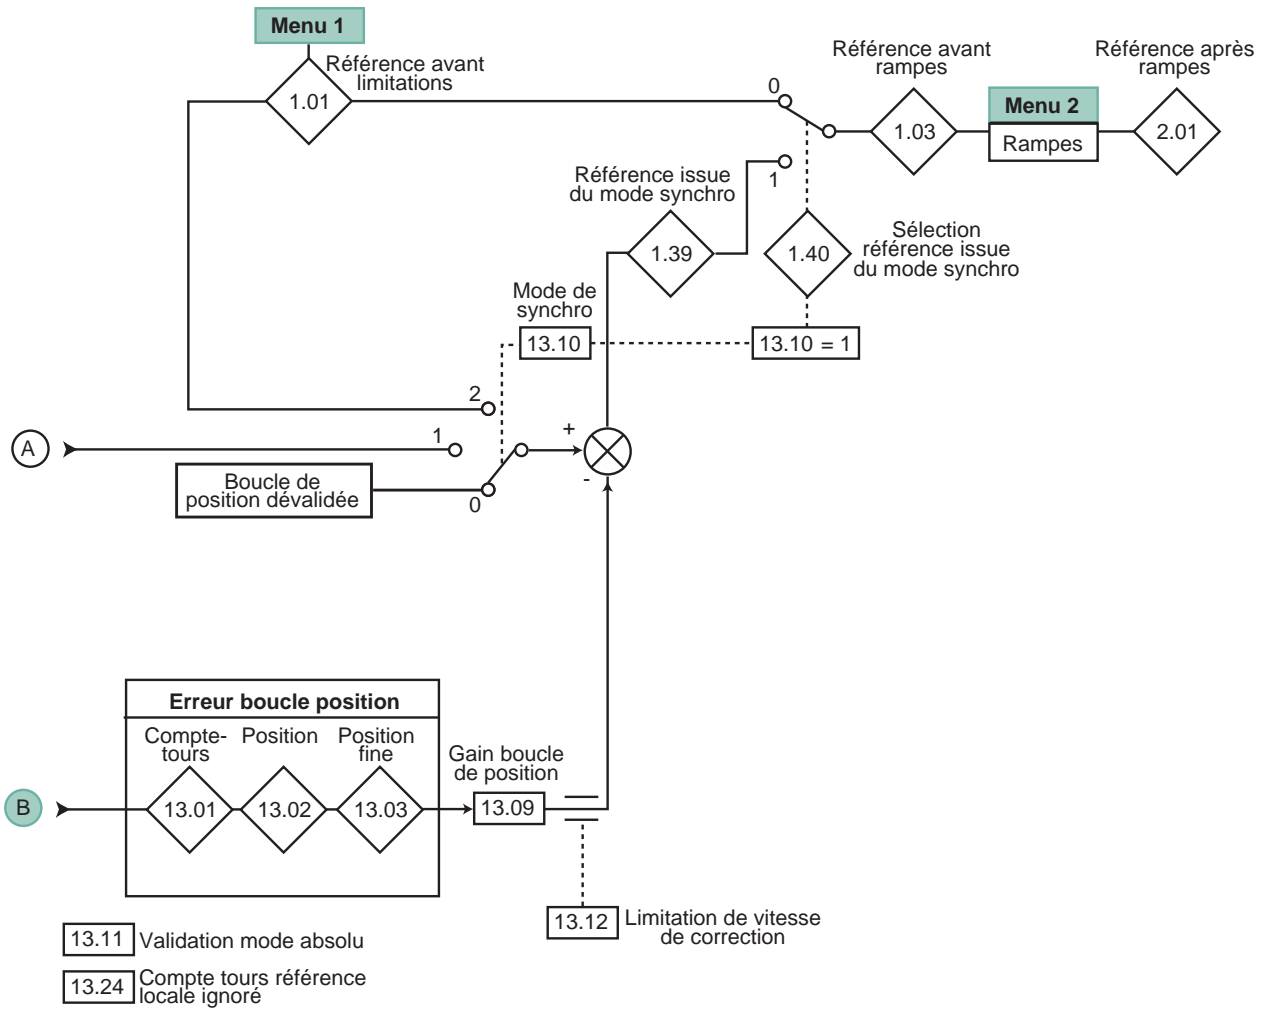 Menu 1
Référence avant
limitations
1.01
0
Référence avant
rampes
1.03
Menu 2
Rampes
Référence après
rampes
2.01
1
Référence issue
du mode synchro
1.39
1.40
Sélection
référence issue
du mode synchro
Mode de
synchro
13.10
13.10 = 1
2
A
1
+
-
Boucle de
position dévalidée
0
Erreur boucle position
Compte-
tours
Position
Position
fine
B
13.01
13.02
13.03
Gain boucle
de position
13.09
13.12
Limitation de vitesse
de correction
13.11
Validation mode absolu
13.24
Compte tours référence
locale ignoré